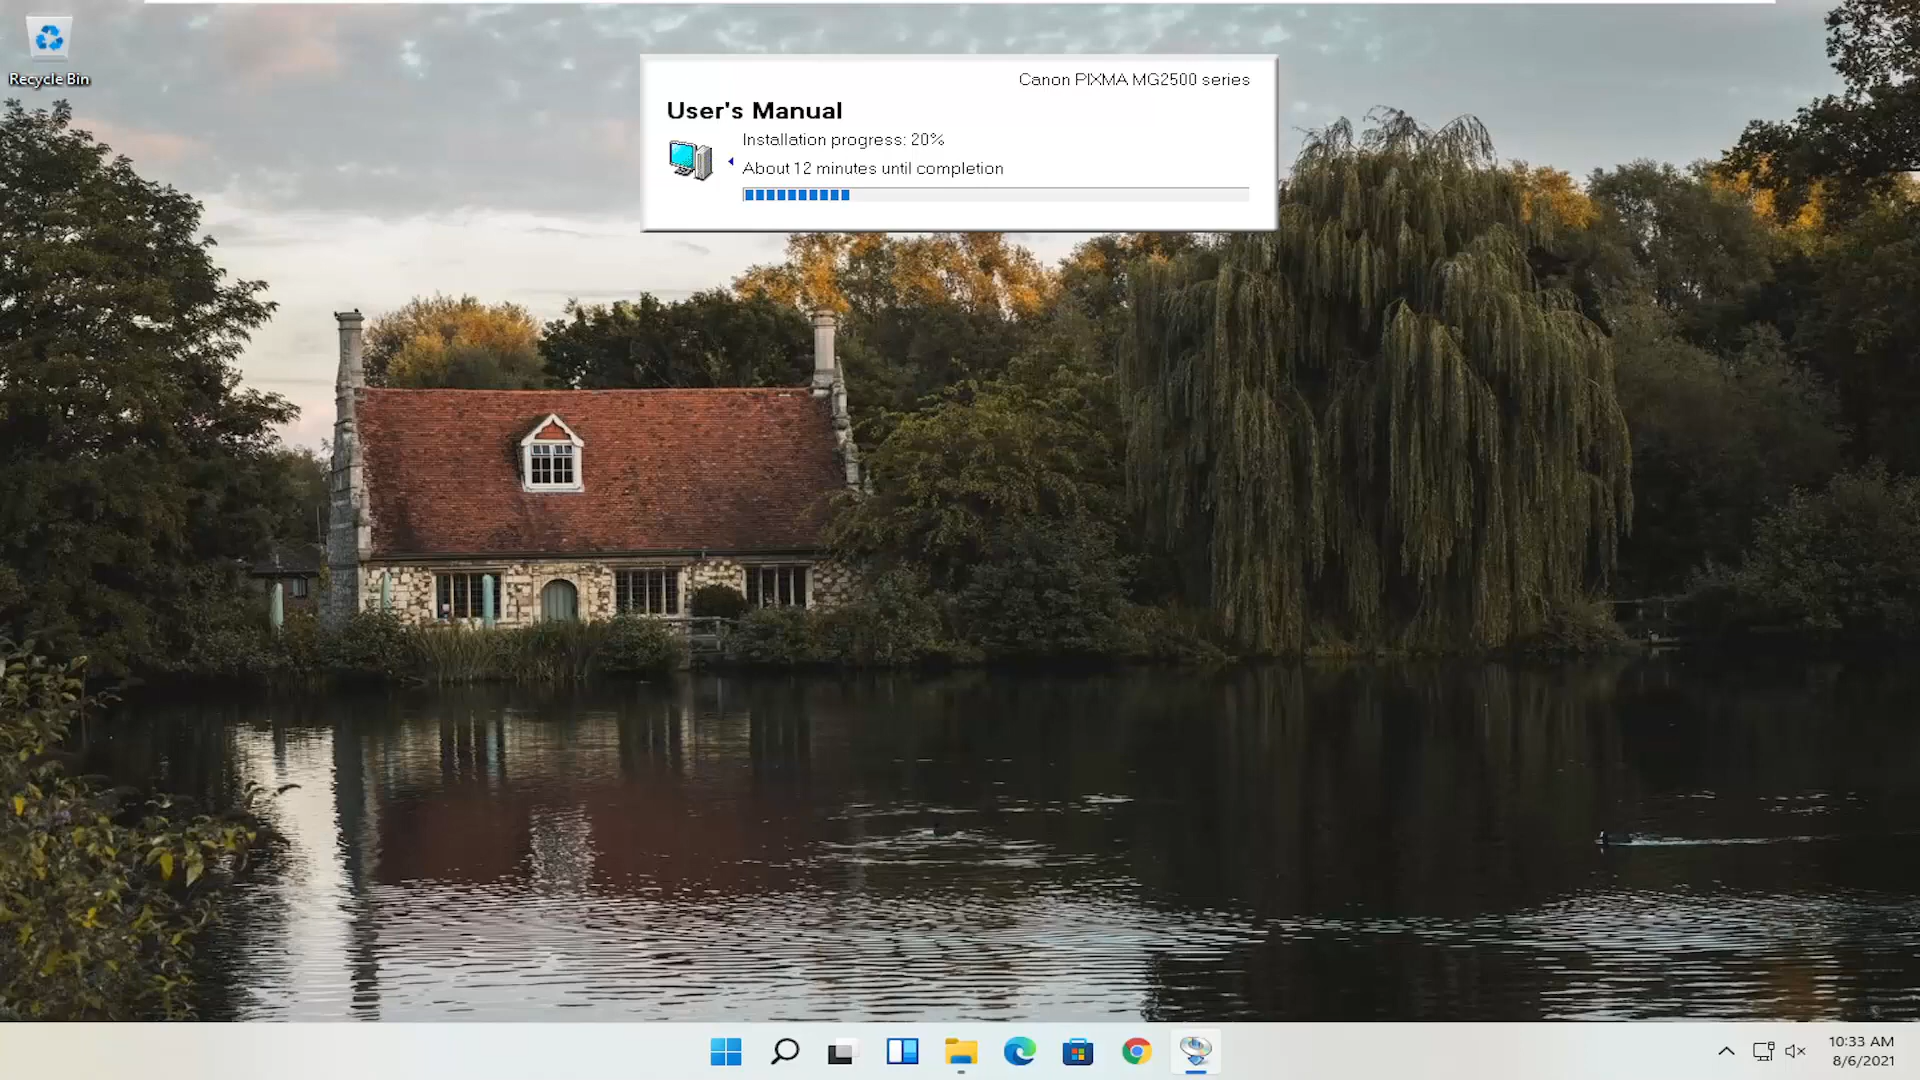 Recycle Bin
Canon PIXMA MG2500 series
User's Manual
Installation progress: 20%
About 12 minutes until completion
10:33 AM
8/6/2021